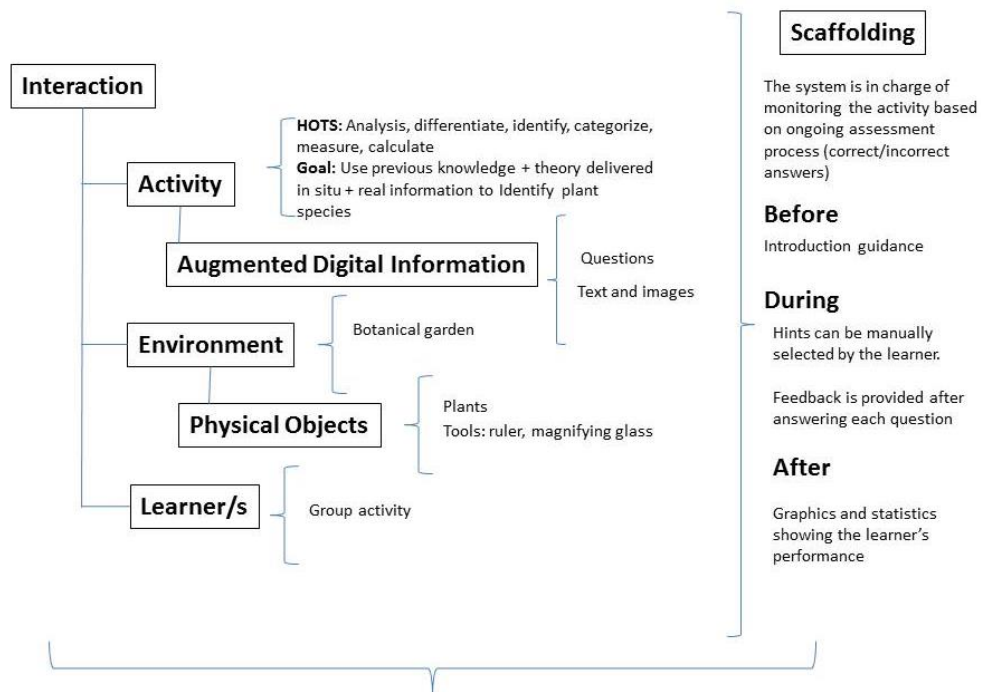 Interaction
Activity
HOTS: Analysis, differentiate, identify, categorize,
measure, calculate
Goal: Use previous knowledge + theory delivered
in situ + real information to Identify plant
species
Augmented Digital Information
Questions
Text and images
Environment
Botanical garden
Physical Objects
Plants
Tools: ruler, magnifying glass
Learner/s
Group activity
Scaffolding
The system is in charge of
monitoring the activity based
on ongoing assessment
process (correct/incorrect
answers)
Before
Introduction guidance
During
Hints can be manually
selected by the learner.
Feedback is provided after
answering each question
After
Graphics and statistics
showing the learner's
performance